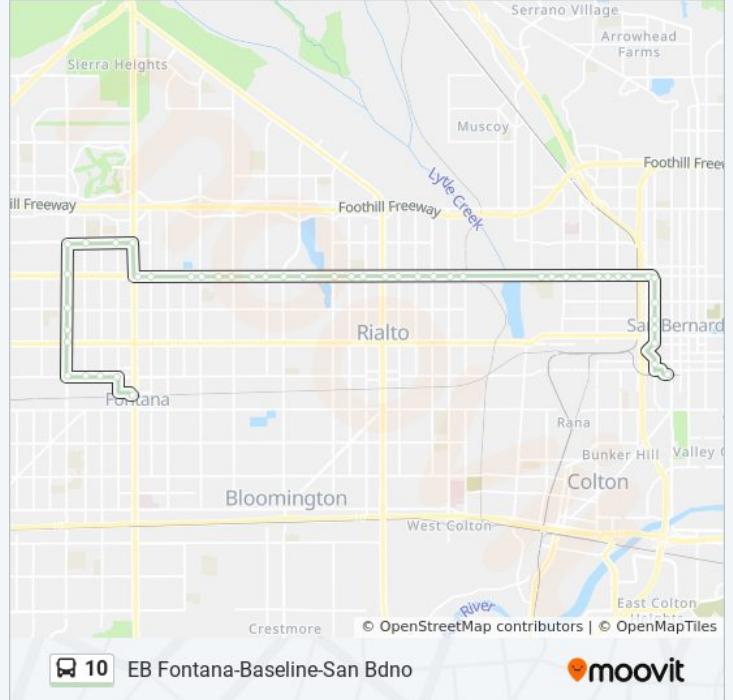 Serrano Village
Arrowhead
Farms
Sierra Heights
Muscoy
Foothill Free
Lytle Creek
ill Freeway
Foothill Freeway
Rialto
San Bernard
Fontana
Rana
Bunker Hill
Valley C
Colton
Bloomington
West Colton
River
East Colton
Heights
Crestmore
© OpenStreetMap contributors | © OpenMapTiles
10 EB Fontana-Baseline-San Bdno
moovit